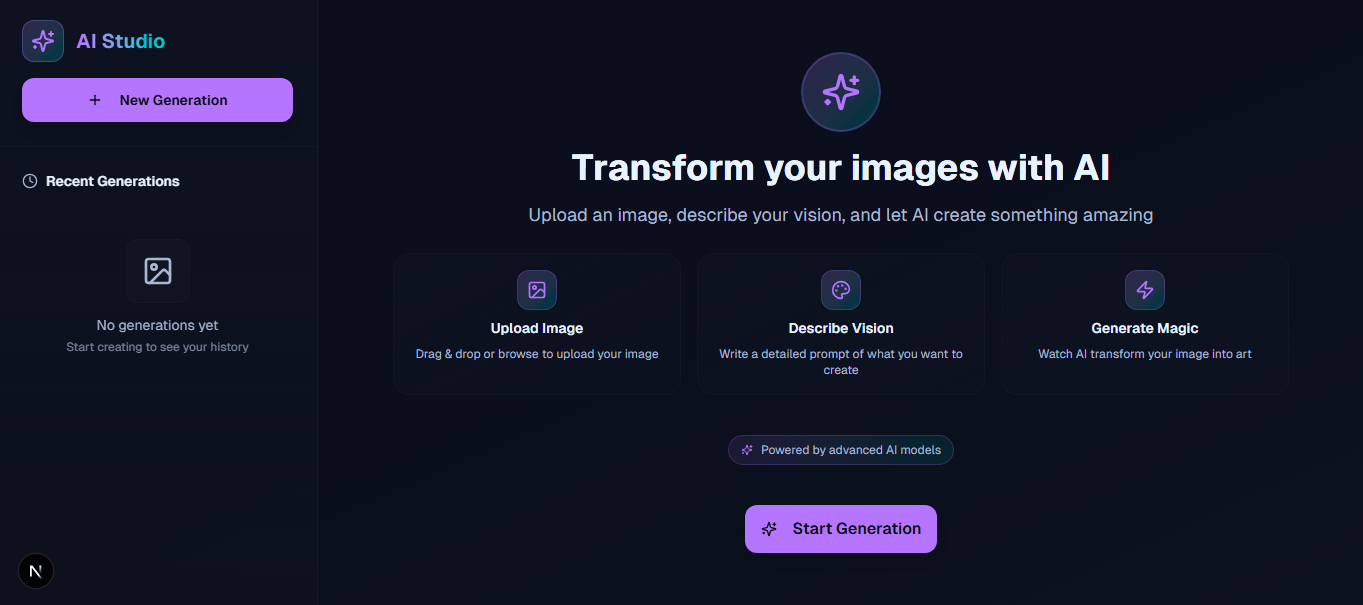 AI Studio
New Generation
Recent Generations
No generations yet
Start creating to see your history
N
Transform your images with AI
Upload an image, describe your vision, and let AI create something amazing
Upload Image
Drag & drop or browse to upload your image
Describe Vision
Write a detailed prompt of what you want to
create
Generate Magic
Watch AI transform your image into art
Powered by advanced AI models
Start Generation